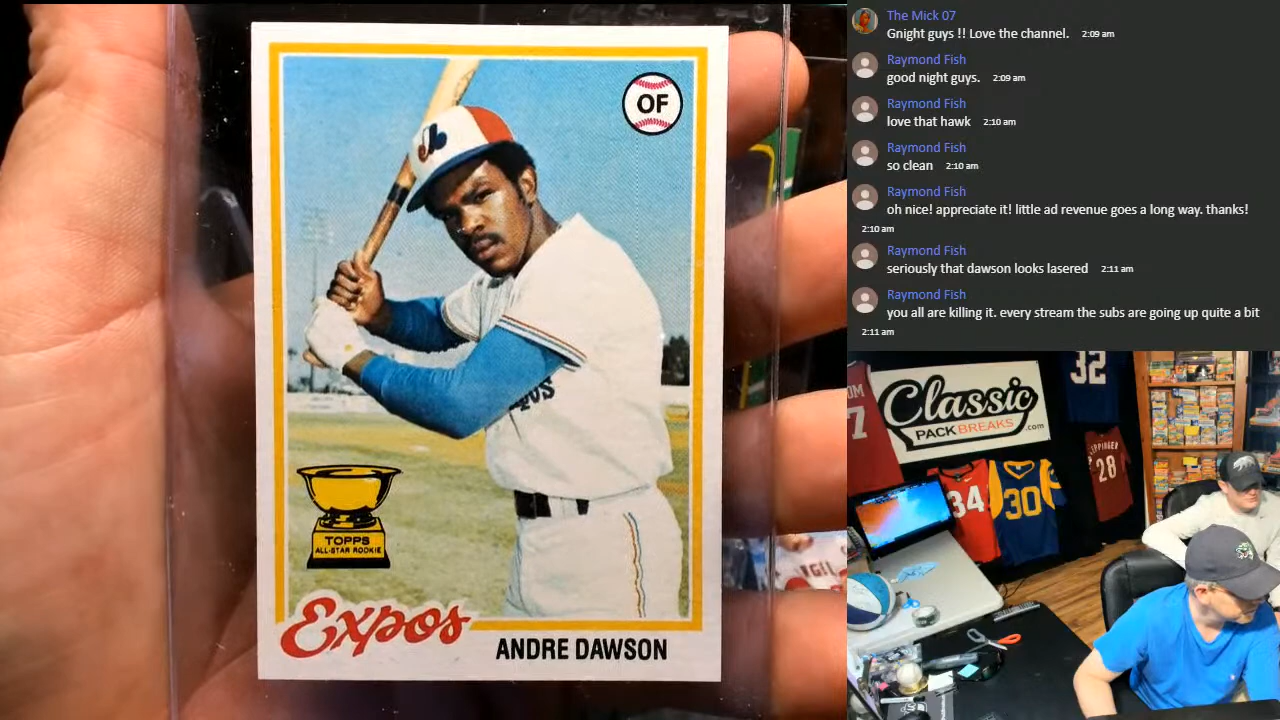 OF
TOPPS
ALL-STAR ROOKIE
Expos
ANDRE DAWSON
The Mick 07
Gnight guys !! Love the channel. 2:09 am
Raymond Fish
good night guys. 2:09 am
Raymond Fish
love that hawk 2:10 am
Raymond Fish
so clean 2:10 am
Raymond Fish
oh nice! appreciate it! little ad revenue goes a long way. thanks!
2:10 am
Raymond Fish
seriously that dawson looks lasered 2:11 am
Raymond Fish
you all are killing it. every stream the subs are going up quite a bit
2:11 am
Classic
PACK BREAKS .com
32
7
34
30
28